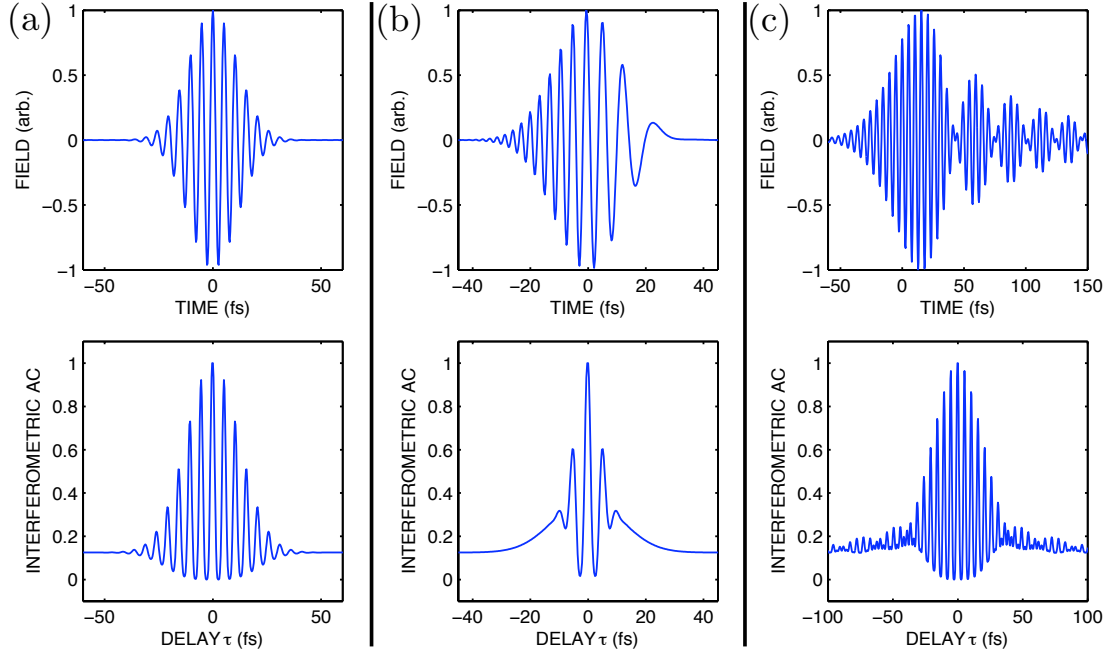 (a)
1
0.5
0
−0.5
−1
−50 0 50
TIME (fs)
FIELD (arb.)
1
0.8
0.6
0.4
0.2
0
−50 0 50
DELAY τ (fs)
INTERFEROMETRIC AC
(b)
1
0.5
0
−0.5
−1
−40 −20 0 20 40
TIME (fs)
FIELD (arb.)
1
0.8
0.6
0.4
0.2
0
−40 −20 0 20 40
DELAY τ (fs)
INTERFEROMETRIC AC
(c)
1
0.5
0
−0.5
−1
−50 0 50 100 150
TIME (fs)
FIELD (arb.)
1
0.8
0.6
0.4
0.2
0
−100 −50 0 50 100
DELAY τ (fs)
INTERFEROMETRIC AC